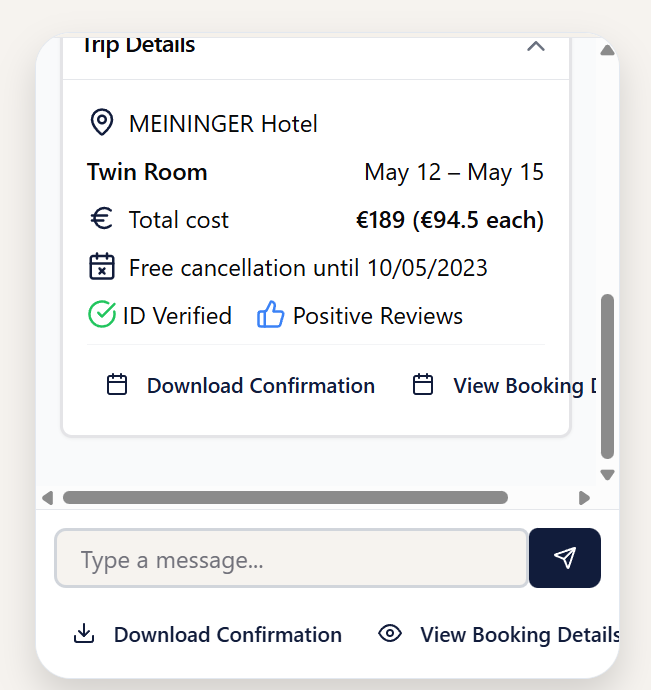 Trip Details
MEININGER Hotel
Twin Room May 12 – May 15
Total cost €189 (€94.5 each)
Free cancellation until 10/05/2023
ID Verified Positive Reviews
Download Confirmation View Booking
Type a message...
Download Confirmation View Booking Details